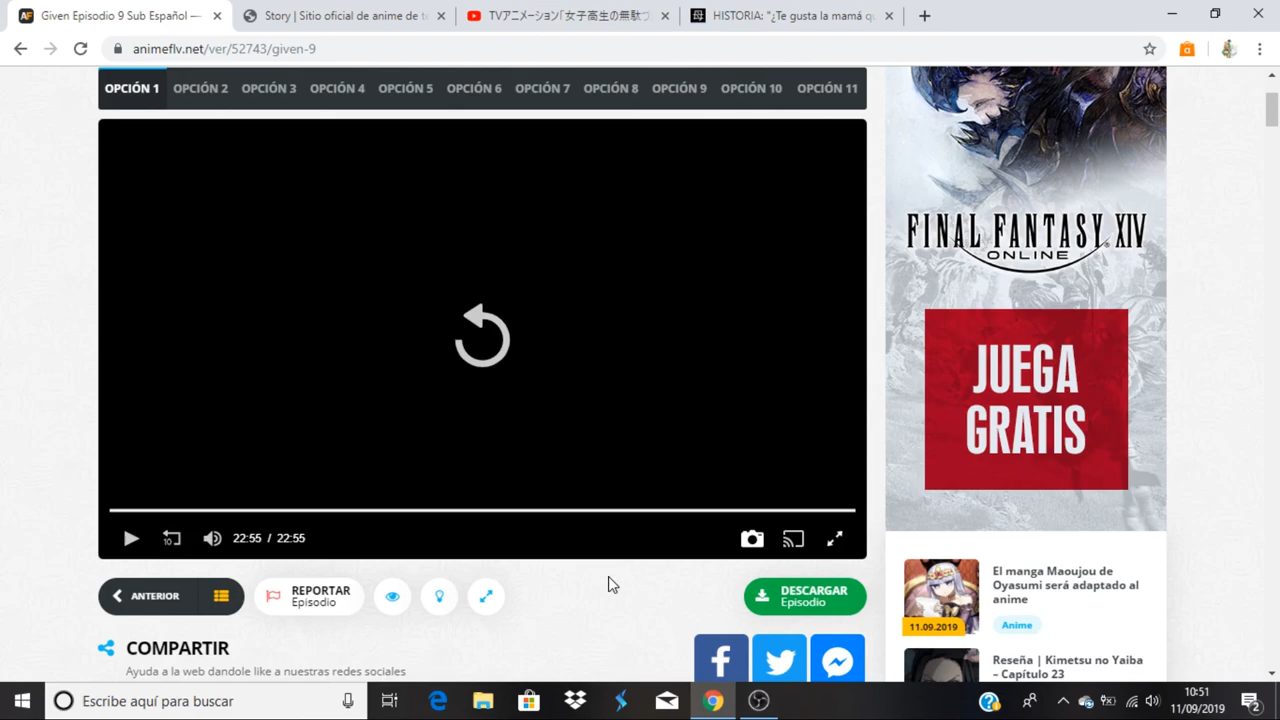 AF Given Episodio 9 Sub Español —
Story | Sitio oficial de anime de t
TVアニメーション「女子高生の無駄づ
HISTORIA: "¿Te gusta la mamá q
animeflv.net/ver/52743/given-9
OPCIÓN 1 OPCIÓN 2 OPCIÓN 3 OPCIÓN 4 OPCIÓN 5 OPCIÓN 6 OPCIÓN 7 OPCIÓN 8 OPCIÓN 9 OPCIÓN 10 OPCIÓN 11
10 22:55 / 22:55
ANTERIOR
REPORTAR
Episodio
DESCARGAR
Episodio
COMPARTIR
Ayuda a la web dandole like a nuestras redes sociales
FINAL FANTASY XIV
ONLINE
JUEGA
GRATIS
El manga Maoujou de
Oyasumi será adaptado al
anime
11.09.2019
Anime
Reseña | Kimetsu no Yaiba
– Capítulo 23
Escribe aquí para buscar
10:51
11/09/2019
2